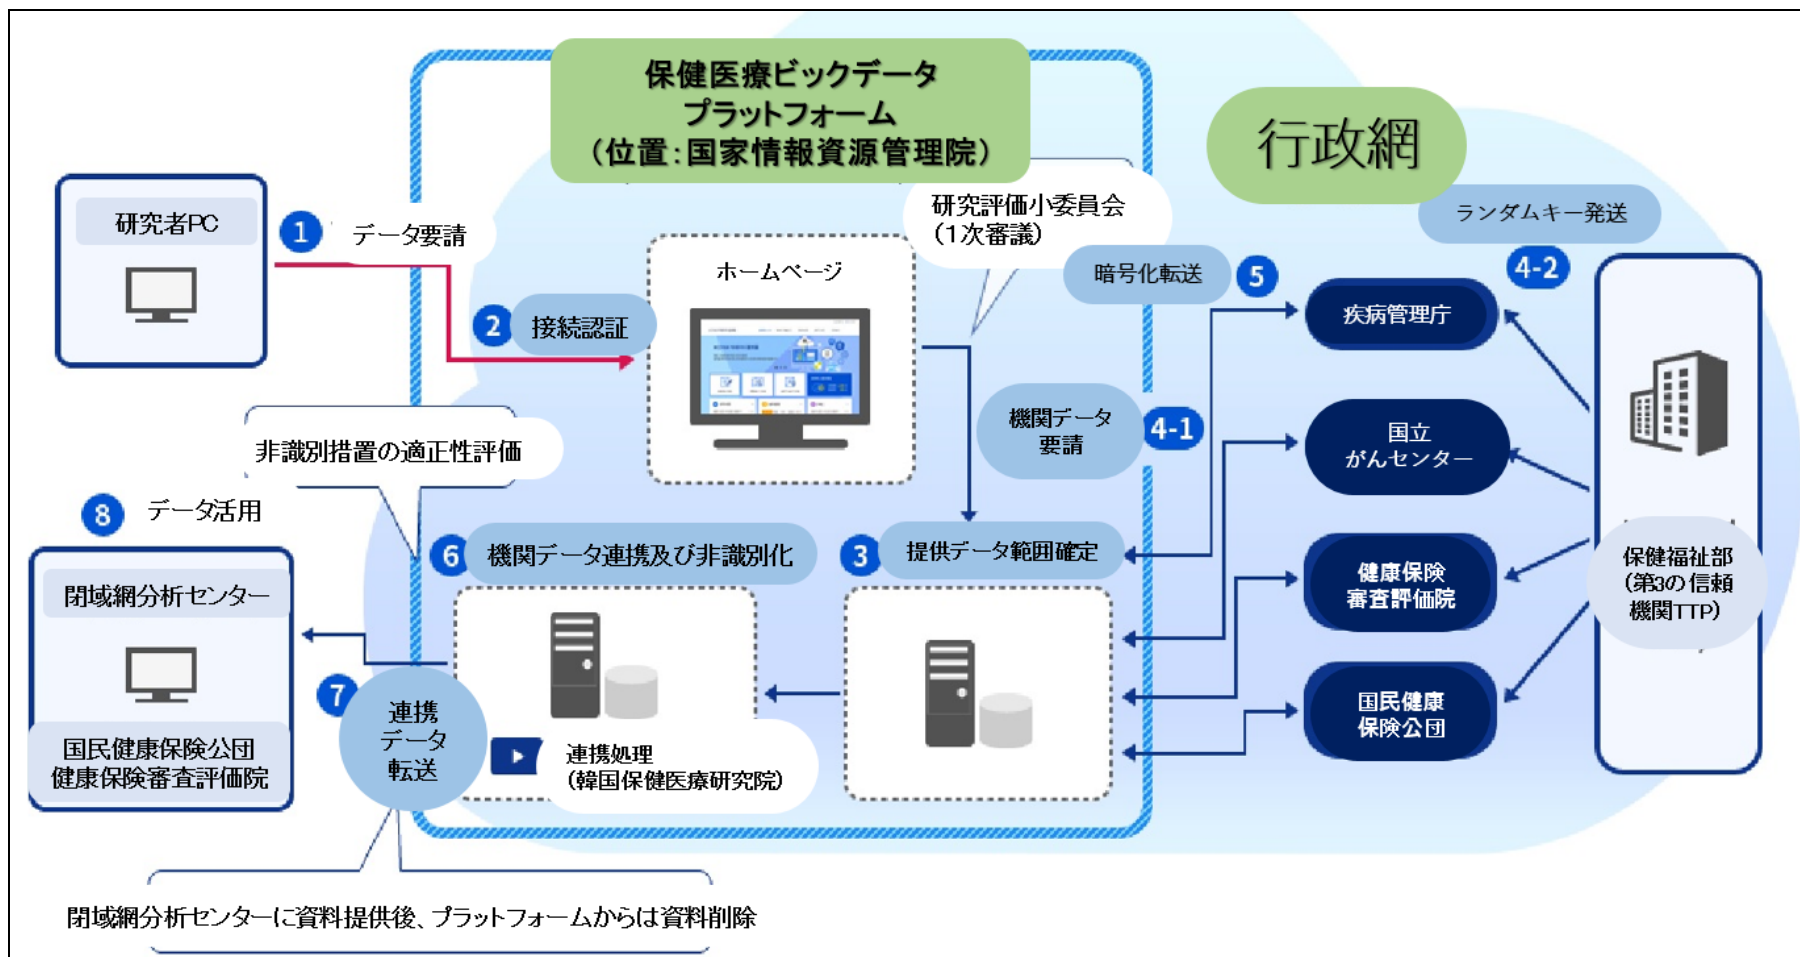 保健医療ビックデータ
プラットフォーム
（位置：国家情報資源管理院）
行政網
研究者PC
1
データ要請
2
接続認証
ホームページ
研究評価小委員会
（1次審議）
暗号化転送
5
ランダムキー発送
4-2
疾病管理庁
機関データ
要請
4-1
国立
がんセンター
非識別措置の適正性評価
8
データ活用
6
機関データ連携及び非識別化
3
提供データ範囲確定
健康保険
審査評価院
保健福祉部
（第3の信頼
機関TTP）
閉域網分析センター
国民健康保険公団
健康保険審査評価院
7
連携
データ
転送
連携処理
（韓国保健医療研究院）
国民健康
保険公団
閉域網分析センターに資料提供後、プラットフォームからは資料削除